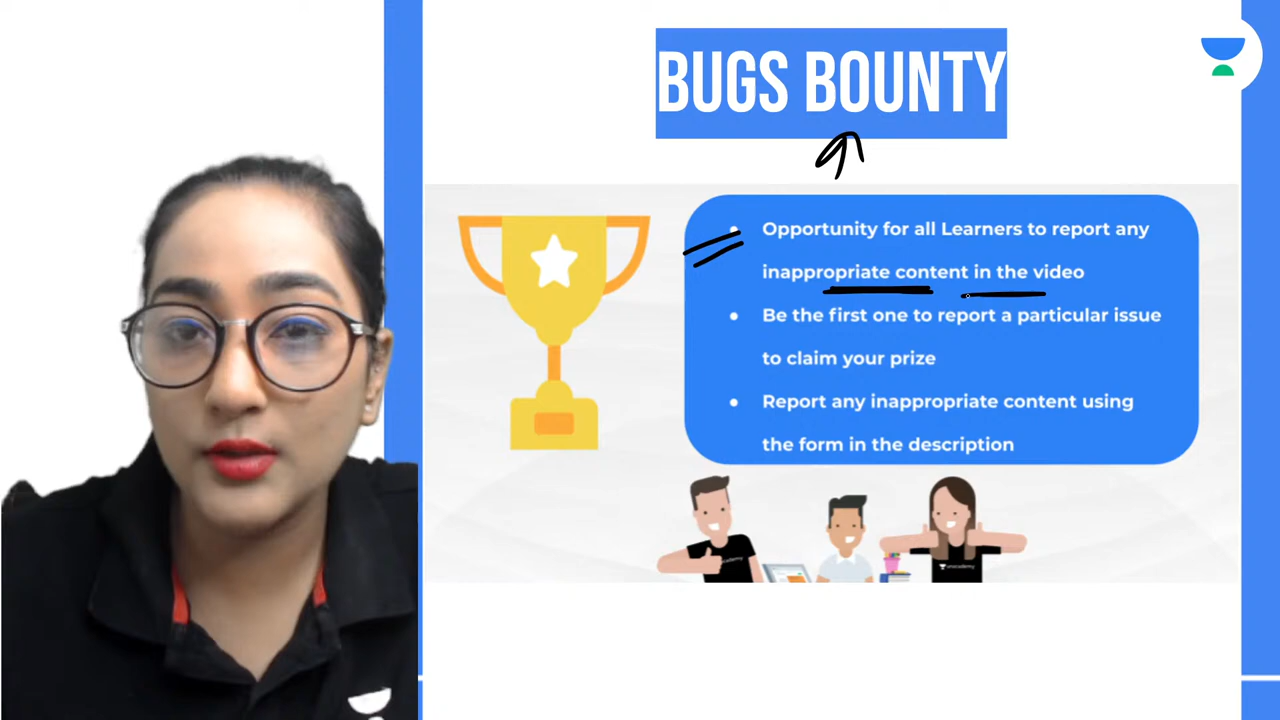 BUGS BOUNTY
• Opportunity for all Learners to report any
inappropriate content in the video
• Be the first one to report a particular issue
to claim your prize
• Report any inappropriate content using
the form in the description
unacademy